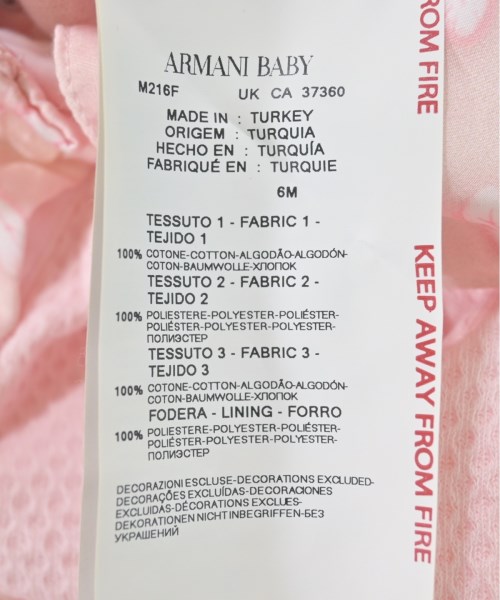 ARMANI BABY
M216F UK CA 37360
MADE IN : TURKEY
ORIGEM : TURQUIA
HECHO EN : TURQUÍA
FABRIQUÉ EN : TURQUIE
6M
TESSUTO 1 - FABRIC 1 -
TEJIDO 1
100% COTONE-COTTON-ALGODÃO-ALGODÓN-
COTON-BAUMWOLLE-ХЛОПОК
TESSUTO 2 - FABRIC 2 -
TEJIDO 2
100% POLIESTERE-POLYESTER-POLIÉSTER-
POLIÉSTER-POLYESTER-POLYESTER-
ПОЛИЭСТЕР
TESSUTO 3 - FABRIC 3 -
TEJIDO 3
100% COTONE-COTTON-ALGODÃO-ALGODÓN-
COTON-BAUMWOLLE-ХЛОПОК
FODERA - LINING - FORRO
100% POLIESTERE-POLYESTER-POLIÉSTER-
POLIÉSTER-POLYESTER-POLYESTER-
ПОЛИЭСТЕР
DECORAZIONI ESCLUSE-DECORATIONS EXCLUDED-
DECORAÇÕES EXCLUÍDAS-DECORACIONES
EXCLUIDAS-DÉCORATIONS EXCLUES-
DEKORATIONEN NICHT INBEGRIFFEN-БЕЗ
УКРАШЕНИЙ
ROM FIRE
KEEP AWAY FROM FIRE